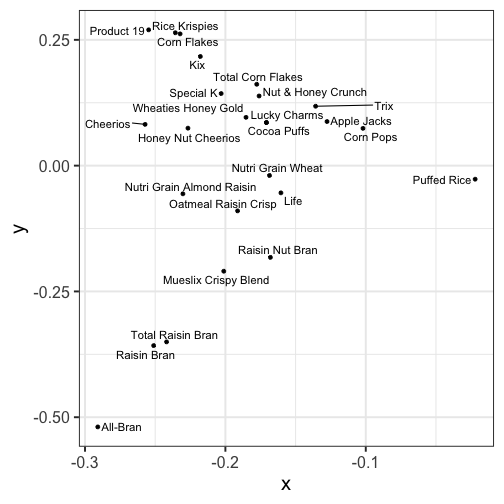 Product 19
Rice Krispies
Corn Flakes
Kix
Total Corn Flakes
Special K
Nut & Honey Crunch
Wheaties Honey Gold
Lucky Charms
Trix
Cheerios
Honey Nut Cheerios
Cocoa Puffs
Apple Jacks
Corn Pops
Nutri Grain Wheat
Puffed Rice
Nutri Grain Almond Raisin
Life
Oatmeal Raisin Crisp
Raisin Nut Bran
Mueslix Crispy Blend
Total Raisin Bran
Raisin Bran
All-Bran
0.25
0.00
-0.25
-0.50
y
-0.3
-0.2
-0.1
x